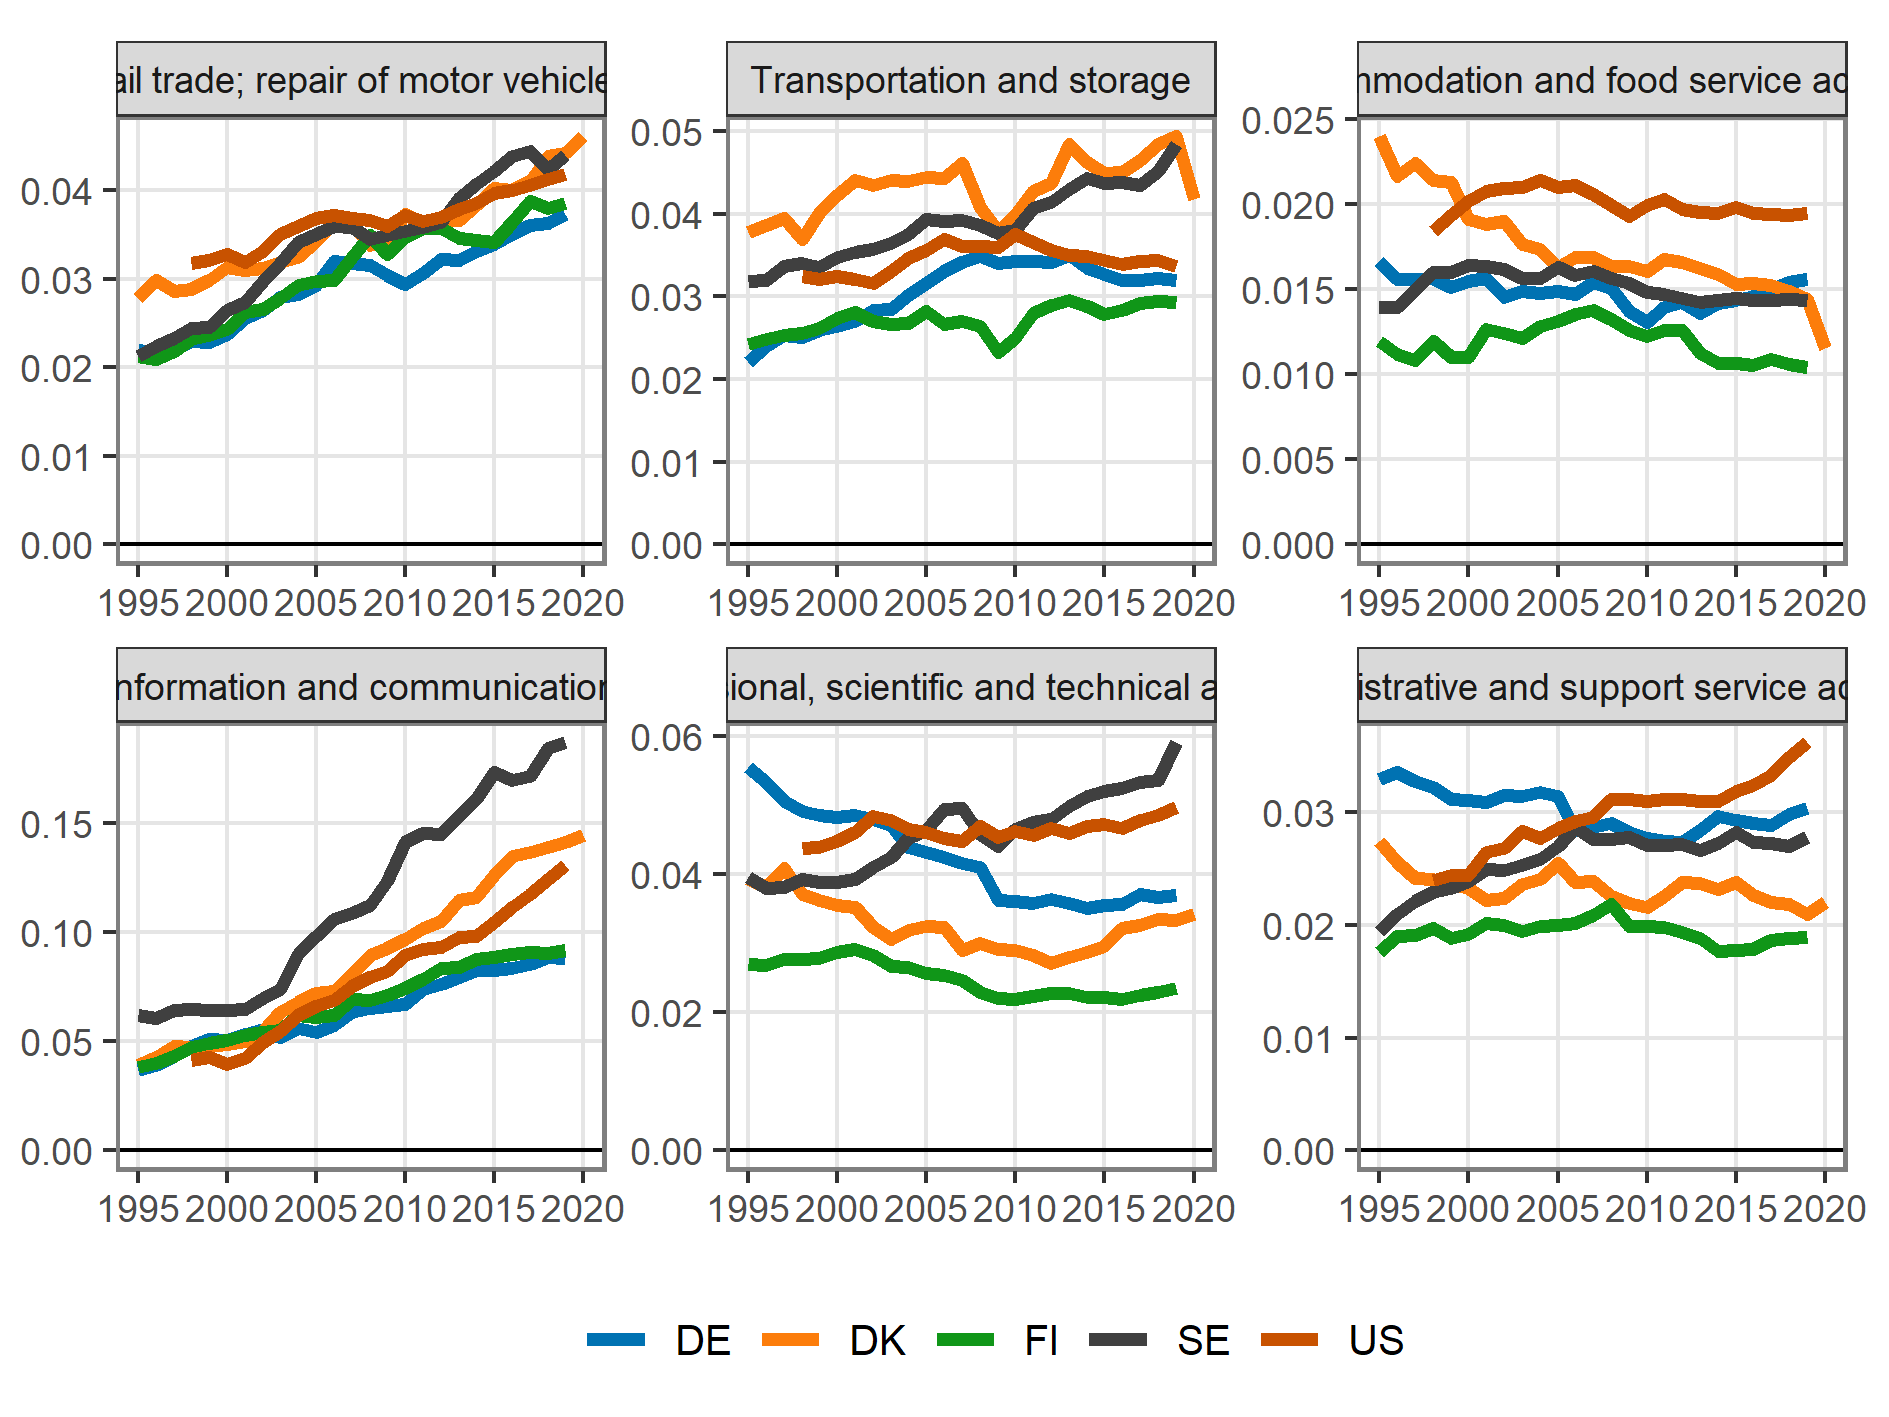 ail trade; repair of motor vehicle
Transportation and storage
mmodation and food service ac
0.00
0.01
0.02
0.03
0.04
1995 2000 2005 2010 2015 2020
0.00
0.01
0.02
0.03
0.04
0.05
1995 2000 2005 2010 2015 2020
0.000
0.005
0.010
0.015
0.020
0.025
1995 2000 2005 2010 2015 2020
nformation and communication
sional, scientific and technical a
istrative and support service ac
0.00
0.05
0.10
0.15
1995 2000 2005 2010 2015 2020
0.00
0.02
0.04
0.06
1995 2000 2005 2010 2015 2020
0.00
0.01
0.02
0.03
1995 2000 2005 2010 2015 2020
DE DK FI SE US